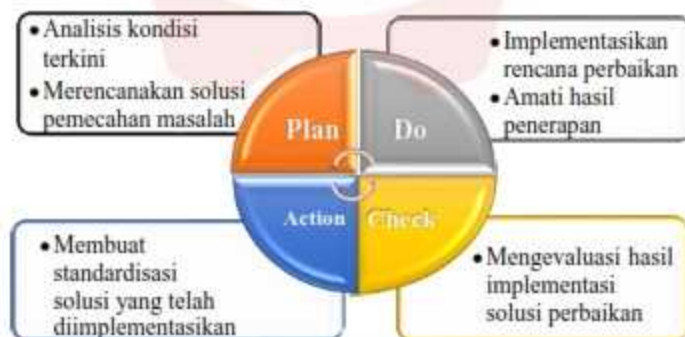 • Analisis kondisi
terkini
• Merencanakan solusi
pemecahan masalah
• Implementasikan
rencana perbaikan
• Amati hasil
penerapan
Plan
Do
Action
Check
• Membuat
standardisasi
solusi yang telah
diimplementasikan
• Mengevaluasi hasil
implementasi
solusi perbaikan